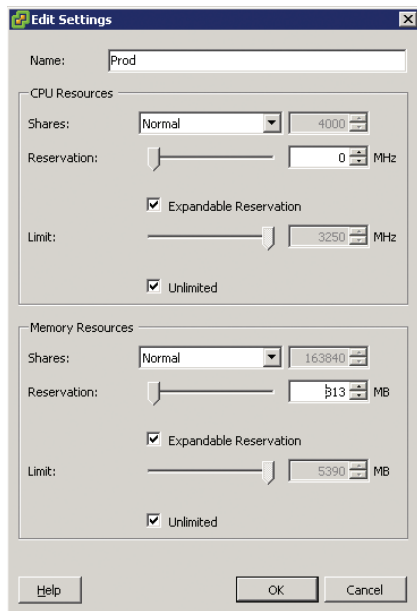 Edit Settings
Name: Prod
CPU Resources
Shares: Normal 4000
Reservation: 0 MHz
Expandable Reservation
Limit: 3250 MHz
Unlimited
Memory Resources
Shares: Normal 163840
Reservation: 313 MB
Expandable Reservation
Limit: 5390 MB
Unlimited
Help OK Cancel